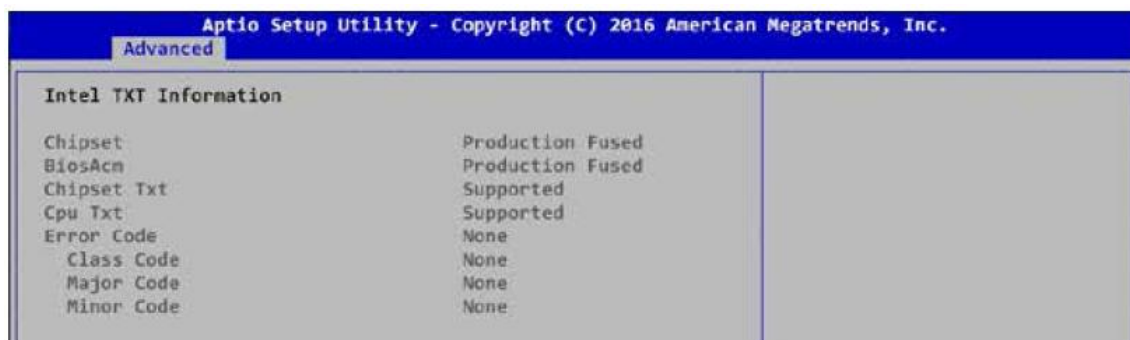 Aptio Setup Utility - Copyright (C) 2016 American Megatrends, Inc.
Advanced
Intel TXT Information
Chipset Production Fused
BiosAcm Production Fused
Chipset Txt Supported
Cpu Txt Supported
Error Code None
Class Code None
Major Code None
Minor Code None